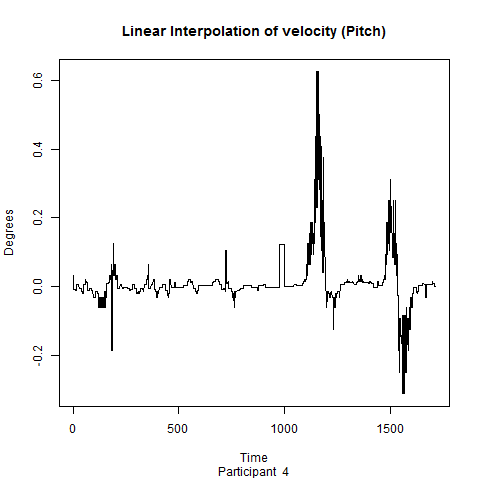 Linear Interpolation of velocity (Pitch)
0.6
0.4
0.2
0.0
-0.2
Degrees
0 500 1000 1500
Time
Participant 4